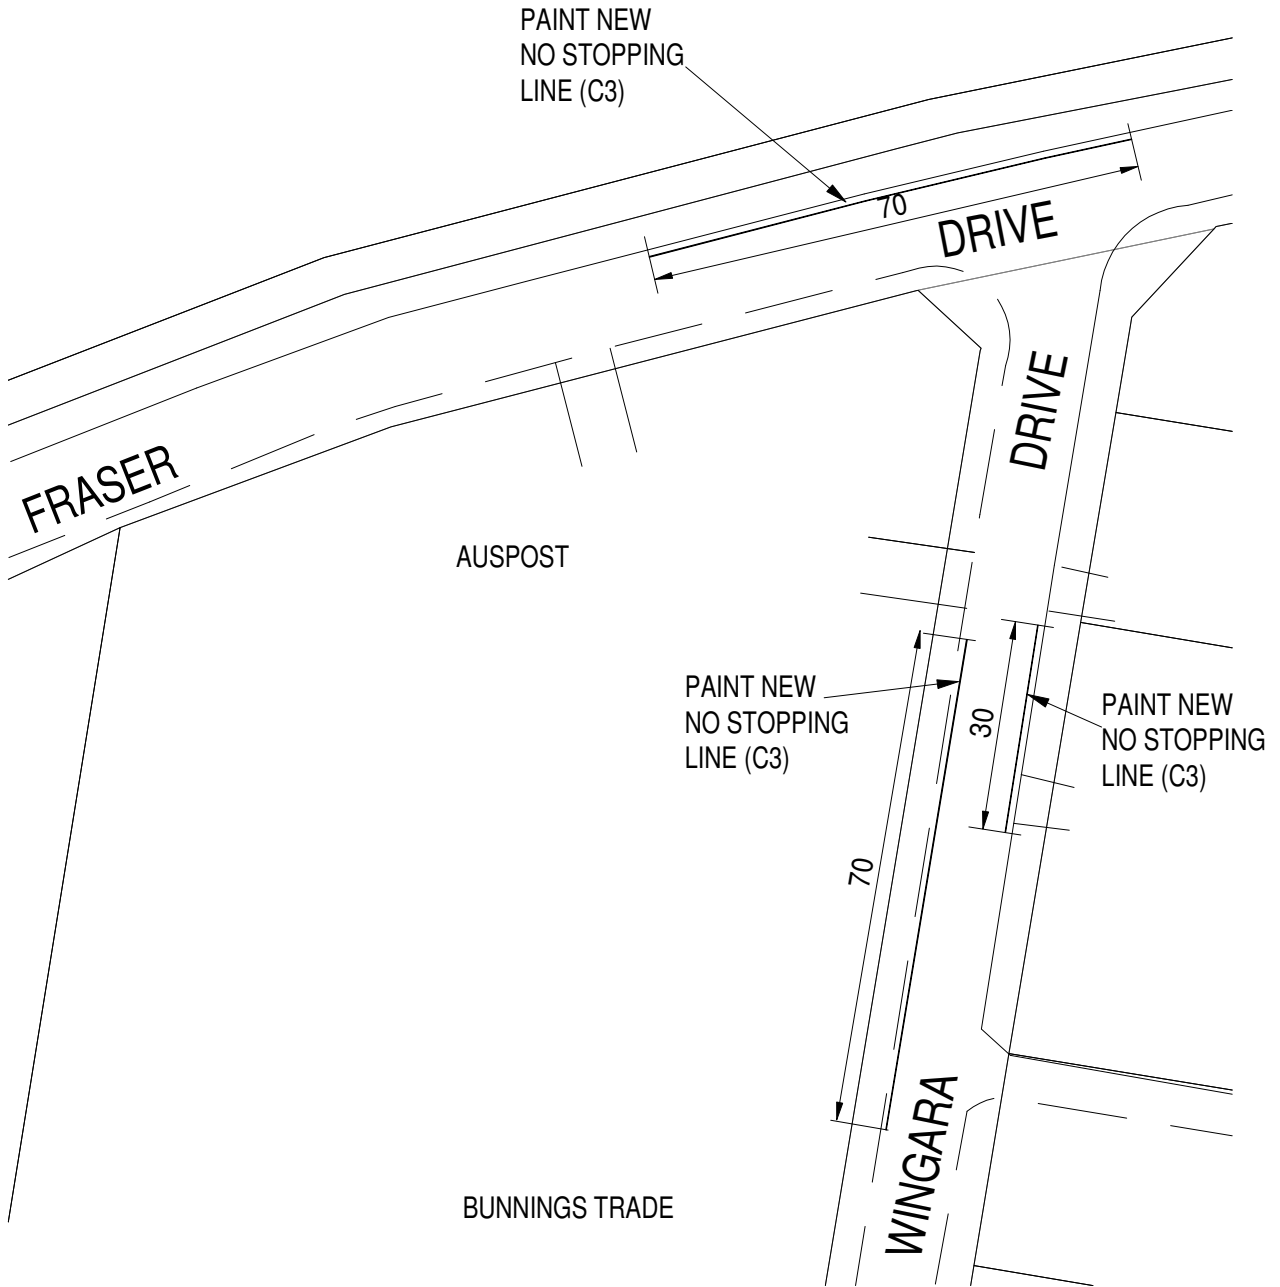 PAINT NEW
NO STOPPING
LINE (C3)
70
DRIVE
DRIVE
FRASER
AUSPOST
PAINT NEW
NO STOPPING
LINE (C3)
30
PAINT NEW
NO STOPPING
LINE (C3)
70
WINGARA
BUNNINGS TRADE